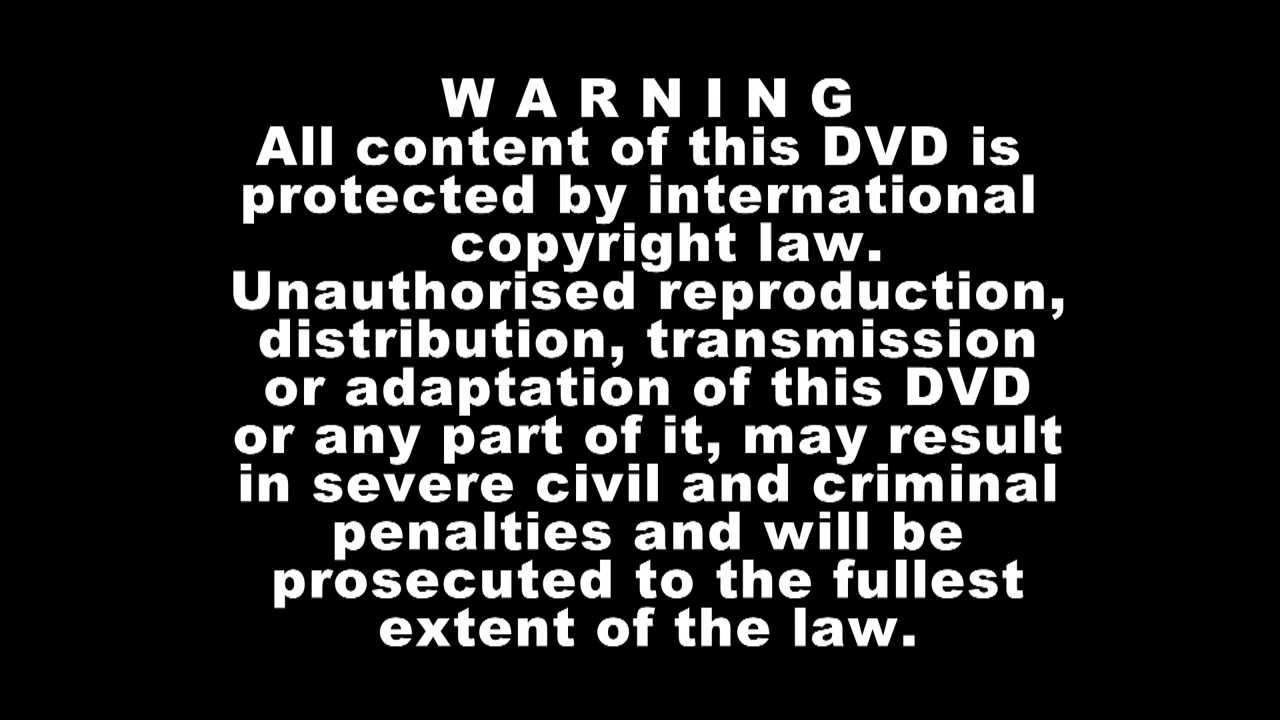 W A R N I N G
All content of this DVD is
protected by international
copyright law.
Unauthorised reproduction,
distribution, transmission
or adaptation of this DVD
or any part of it, may result
in severe civil and criminal
penalties and will be
prosecuted to the fullest
extent of the law.